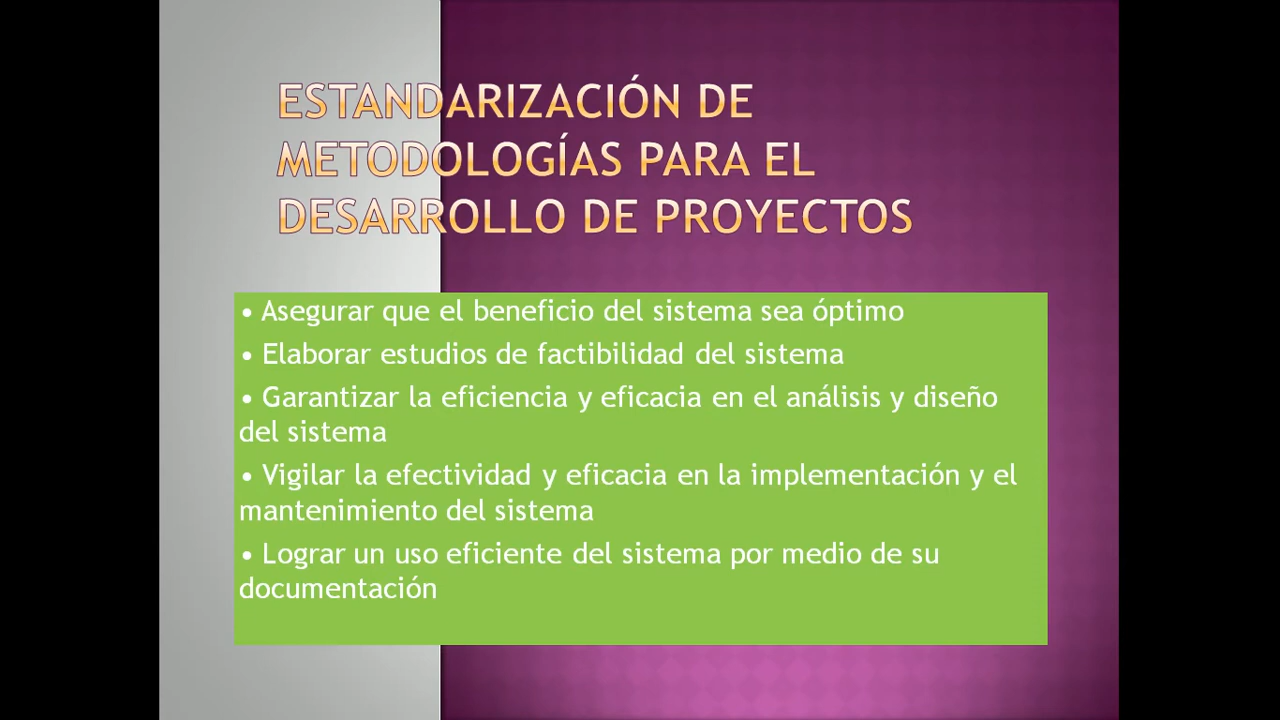 ESTANDARIZACIÓN DE
METODOLOGÍAS PARA EL
DESARROLLO DE PROYECTOS
• Asegurar que el beneficio del sistema sea óptimo
• Elaborar estudios de factibilidad del sistema
• Garantizar la eficiencia y eficacia en el análisis y diseño
del sistema
• Vigilar la efectividad y eficacia en la implementación y el
mantenimiento del sistema
• Lograr un uso eficiente del sistema por medio de su
documentación